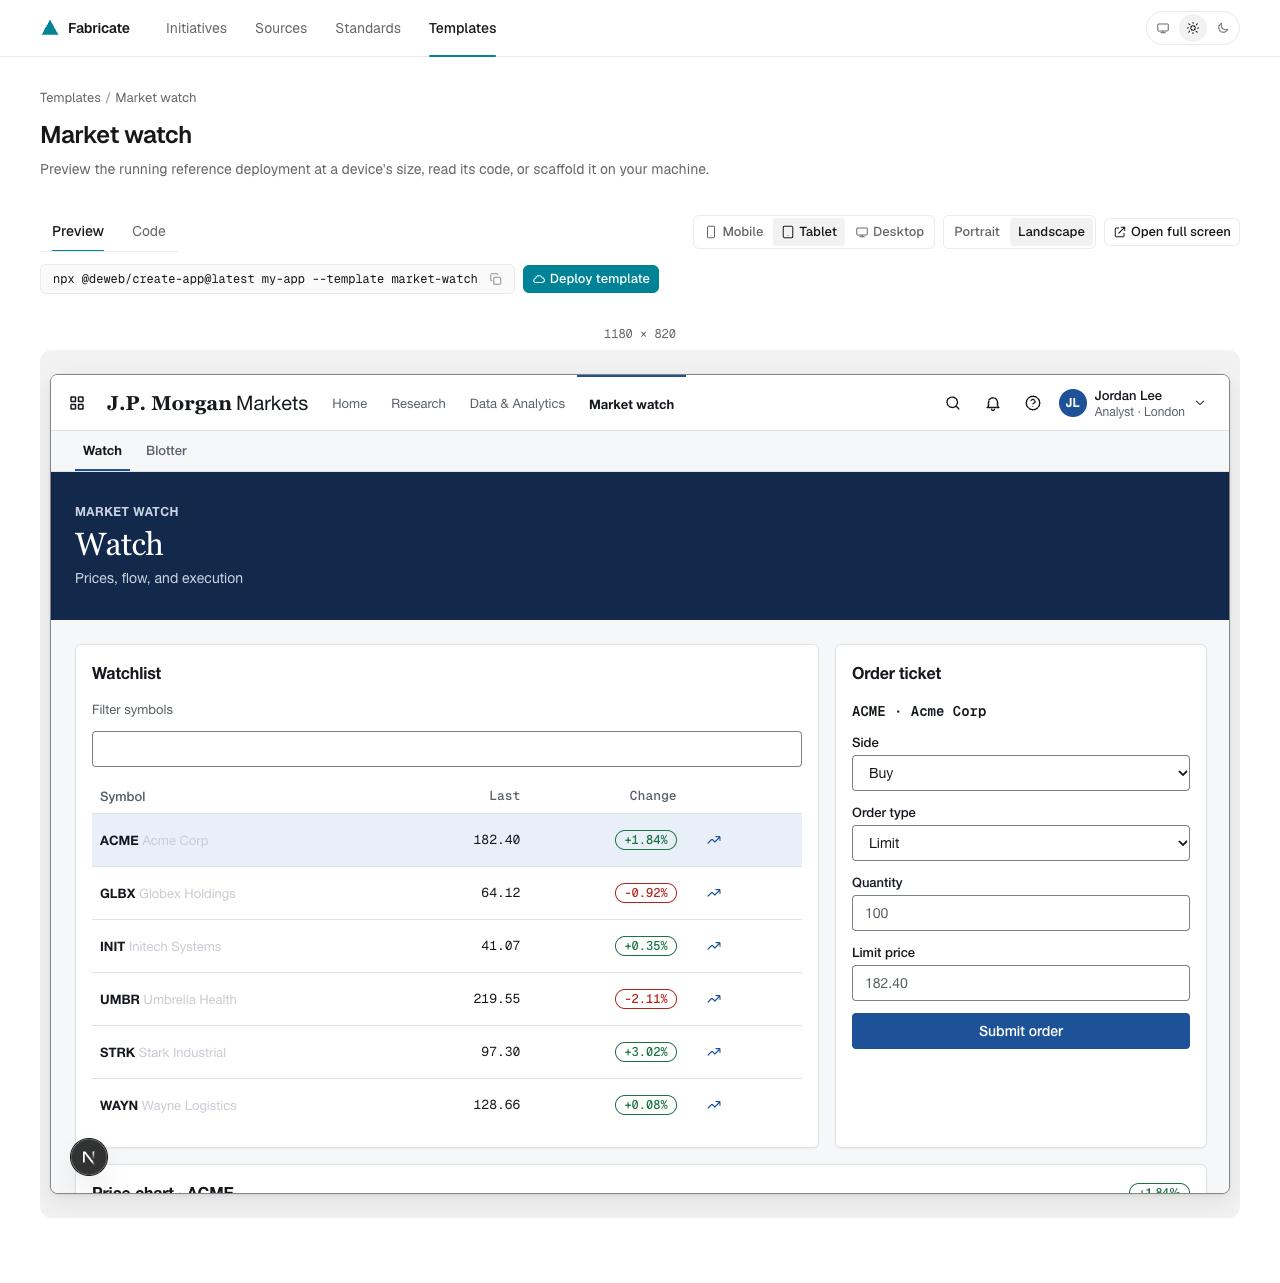 Fabricate Initiatives Sources Standards Templates
Templates / Market watch
Market watch
Preview the running reference deployment at a device's size, read its code, or scaffold it on your machine.
Preview Code Mobile Tablet Desktop Portrait Landscape Open full screen
npx @deweb/create-app@latest my-app --template market-watch Deploy template
1180 × 820
J.P. Morgan Markets Home Research Data & Analytics Market watch JL Jordan Lee
Analyst · London
Watch Blotter
MARKET WATCH
Watch
Prices, flow, and execution
Watchlist
Filter symbols
Symbol Last Change
ACME Acme Corp 182.40 +1.84%
GLBX Globex Holdings 64.12 -0.92%
INIT Initech Systems 41.07 +0.35%
UMBR Umbrella Health 219.55 -2.11%
STRK Stark Industrial 97.30 +3.02%
WAYN Wayne Logistics 128.66 +0.08%
Order ticket
ACME · Acme Corp
Side
Buy
Order type
Limit
Quantity
100
Limit price
182.40
Submit order
N
Price chart · ACME +1.84%